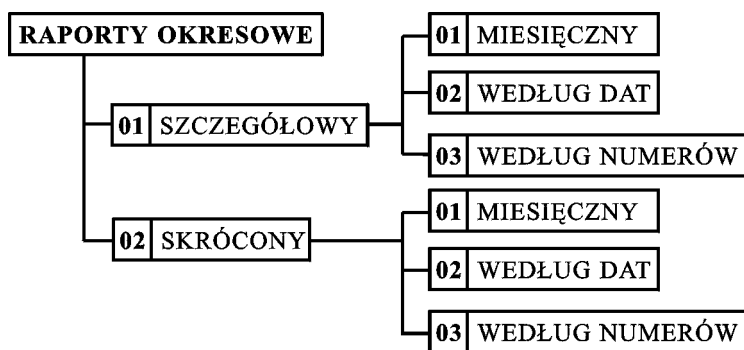 RAPORTY OKRESOWE
01 SZCZEGÓŁOWY
01 MIESIĘCZNY
02 WEDŁUG DAT
03 WEDŁUG NUMERÓW
02 SKRÓCONY
01 MIESIĘCZNY
02 WEDŁUG DAT
03 WEDŁUG NUMERÓW